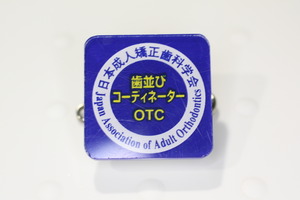 日本成人矯正歯科学会
歯並び
コーディネーター
OTC
Japan Association of Adult Orthodontics